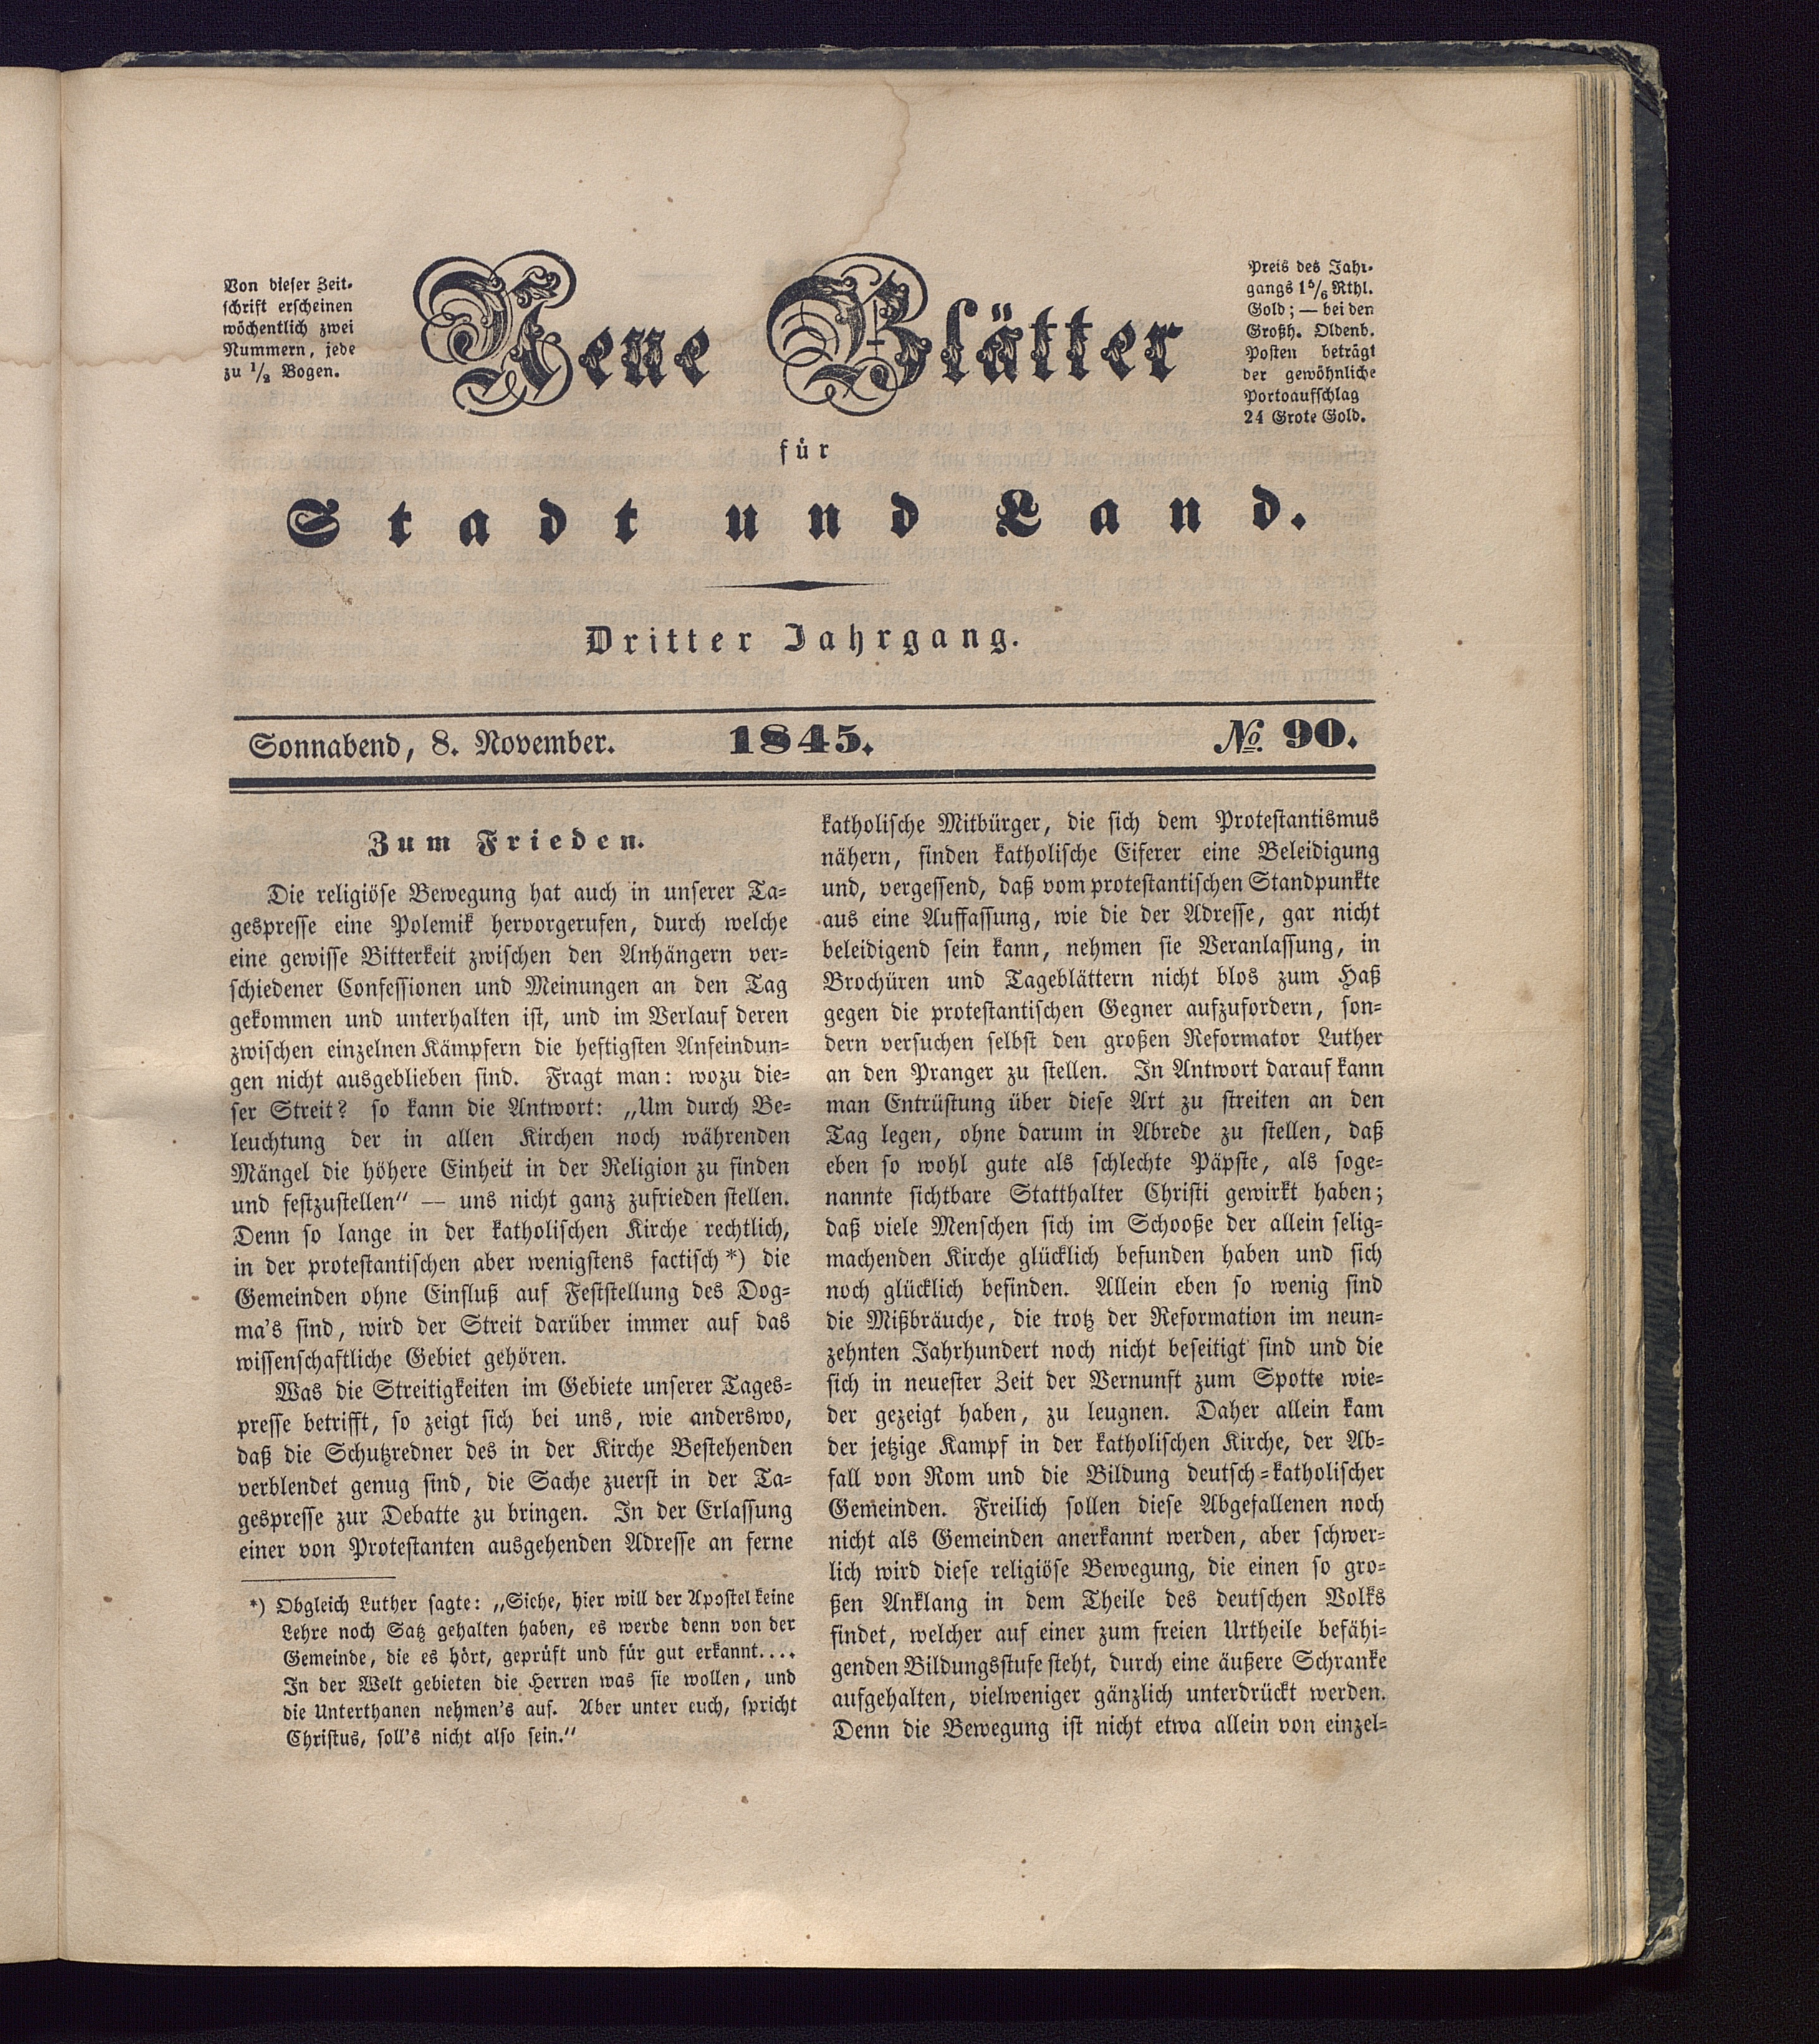 Von dieser Zeit-
schrift erscheinen
wöchentlich zwei
Nummern, jede
zu 1/2 Bogen.
Neue Blätter
Preis des Jahr-
gangs 1 5/6 Rthl.
Gold; — bei den
Großh. Oldenb.
Posten beträgt
der gewöhnliche
Portoaufschlag
24 Grote Gold.
für
Stadt und Land.
Dritter Jahrgang.
Sonnabend, 8. November. 1845. No. 90.
Zum Frieden.
Die religiöse Bewegung hat auch in unserer Ta-
gespresse eine Polemik hervorgerufen, durch welche
eine gewisse Bitterkeit zwischen den Anhängern ver-
schiedener Confessionen und Meinungen an den Tag
gekommen und unterhalten ist, und im Verlauf deren
zwischen einzelnen Kämpfern die heftigsten Anfeindun-
gen nicht ausgeblieben sind. Fragt man: wozu die-
ser Streit? so kann die Antwort: „Um durch Be-
leuchtung der in allen Kirchen noch währenden
Mängel die höhere Einheit in der Religion zu finden
und festzustellen“ — uns nicht ganz zufrieden stellen.
Denn so lange in der katholischen Kirche rechtlich,
in der protestantischen aber wenigstens factisch *) die
Gemeinden ohne Einfluß auf Feststellung des Dog-
ma's sind, wird der Streit darüber immer auf das
wissenschaftliche Gebiet gehören.
Was die Streitigkeiten im Gebiete unserer Tages-
presse betrifft, so zeigt sich bei uns, wie anderswo,
daß die Schutzredner des in der Kirche Bestehenden
verblendet genug sind, die Sache zuerst in der Ta-
gespresse zur Debatte zu bringen. In der Erlassung
einer von Protestanten ausgehenden Adresse an ferne
*) Obgleich Luther sagte: „Siehe, hier will der Apostel keine
Lehre noch Satz gehalten haben, es werde denn von der
Gemeinde, die es hört, geprüft und für gut erkannt....
In der Welt gebieten die Herren was sie wollen, und
die Unterthanen nehmen's auf. Aber unter euch, spricht
Christus, soll's nicht also sein.“
katholische Mitbürger, die sich dem Protestantismus
nähern, finden katholische Eiferer eine Beleidigung
und, vergessend, daß vom protestantischen Standpunkte
aus eine Auffassung, wie die der Adresse, gar nicht
beleidigend sein kann, nehmen sie Veranlassung, in
Brochüren und Tageblättern nicht blos zum Haß
gegen die protestantischen Gegner aufzufordern, son-
dern versuchen selbst den großen Reformator Luther
an den Pranger zu stellen. In Antwort darauf kann
man Entrüstung über diese Art zu streiten an den
Tag legen, ohne darum in Abrede zu stellen, daß
eben so wohl gute als schlechte Päpste, als soge-
nannte sichtbare Statthalter Christi gewirkt haben;
daß viele Menschen sich im Schooße der allein selig-
machenden Kirche glücklich befunden haben und sich
noch glücklich befinden. Allein eben so wenig sind
die Mißbräuche, die trotz der Reformation im neun-
zehnten Jahrhundert noch nicht beseitigt sind und die
sich in neuester Zeit der Vernunft zum Spotte wie-
der gezeigt haben, zu leugnen. Daher allein kam
der jetzige Kampf in der katholischen Kirche, der Ab-
fall von Rom und die Bildung deutsch-katholischer
Gemeinden. Freilich sollen diese Abgefallenen noch
nicht als Gemeinden anerkannt werden, aber schwer-
lich wird diese religiöse Bewegung, die einen so gro-
ßen Anklang in dem Theile des deutschen Volks
findet, welcher auf einer zum freien Urtheile befähi-
genden Bildungsstufe steht, durch eine äußere Schranke
aufgehalten, vielweniger gänzlich unterdrückt werden.
Denn die Bewegung ist nicht etwa allein von einzel-